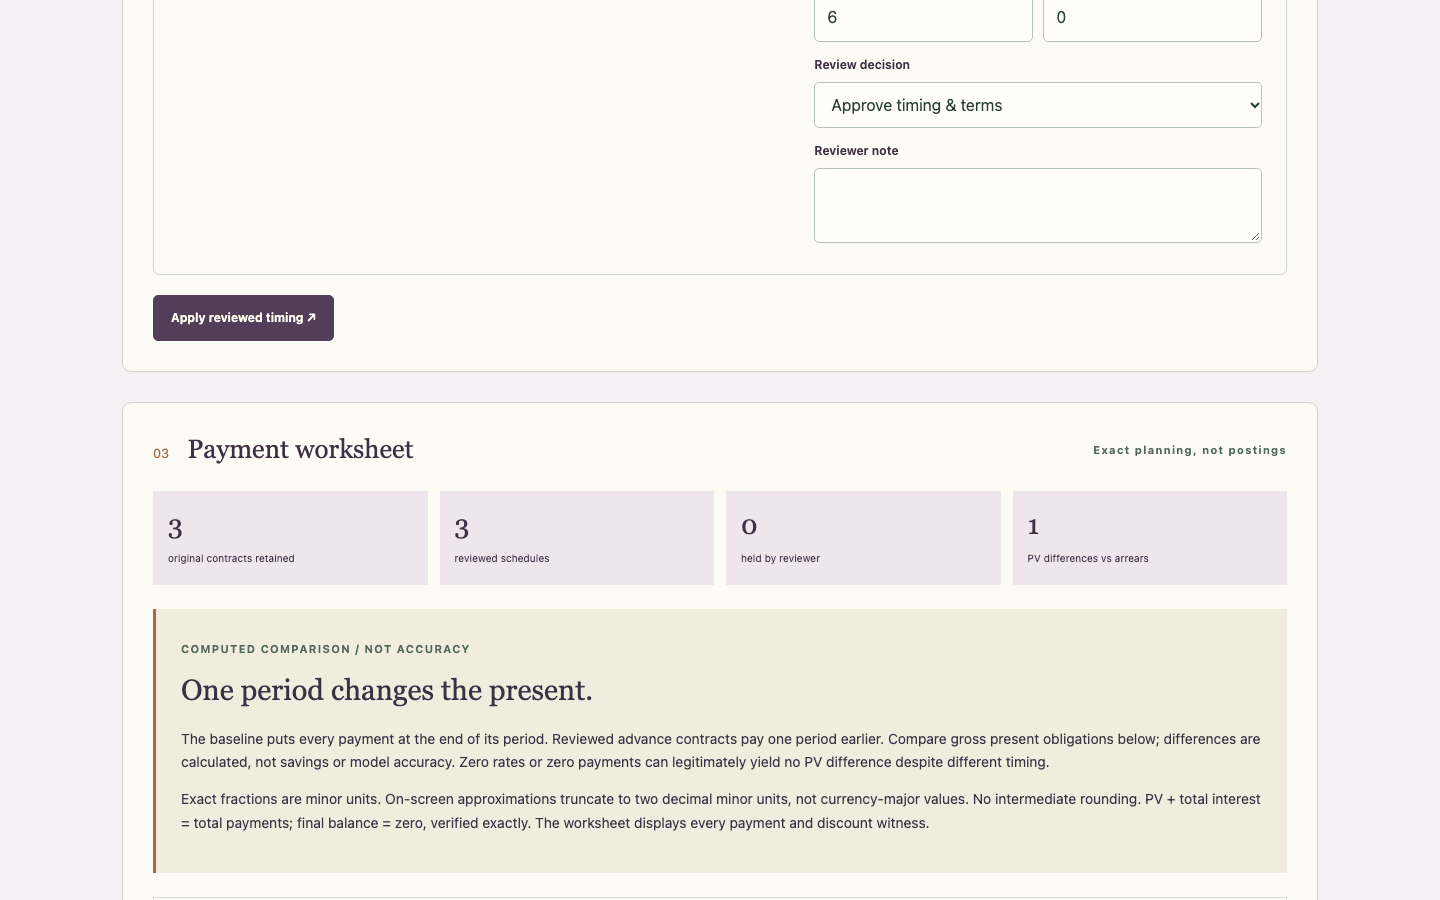 6
0
Review decision
Approve timing & terms
Reviewer note
Apply reviewed timing ↗
03 Payment worksheet
Exact planning, not postings
3
original contracts retained
3
reviewed schedules
0
held by reviewer
1
PV differences vs arrears
COMPUTED COMPARISON / NOT ACCURACY
One period changes the present.
The baseline puts every payment at the end of its period. Reviewed advance contracts pay one period earlier. Compare gross present obligations below; differences are
calculated, not savings or model accuracy. Zero rates or zero payments can legitimately yield no PV difference despite different timing.
Exact fractions are minor units. On-screen approximations truncate to two decimal minor units, not currency-major values. No intermediate rounding. PV + total interest
= total payments; final balance = zero, verified exactly. The worksheet displays every payment and discount witness.